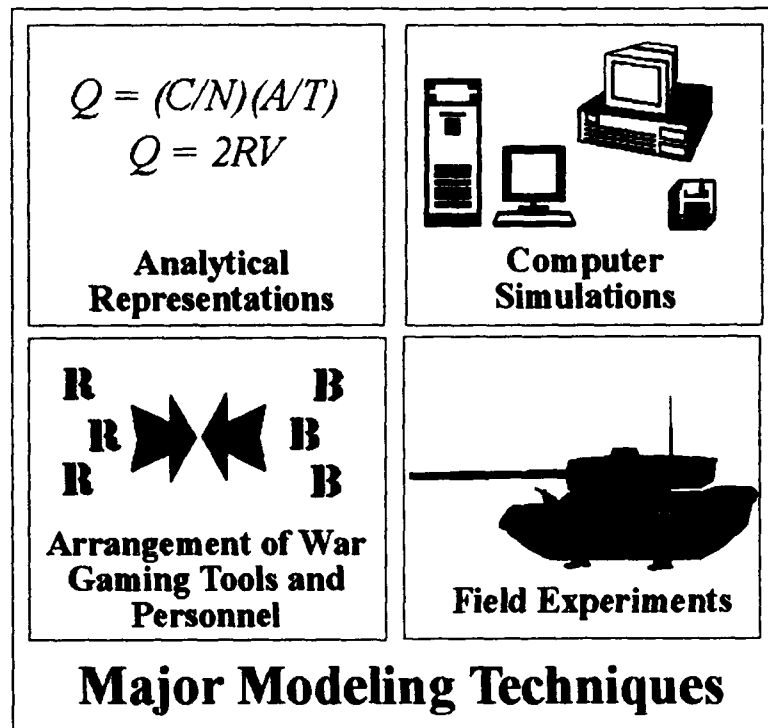 Q = (C/N)(A/T)
Q = 2RV
Analytical
Representations
Computer
Simulations
R B
R B
R B
Arrangement of War
Gaming Tools and
Personnel
Field Experiments
Major Modeling Techniques